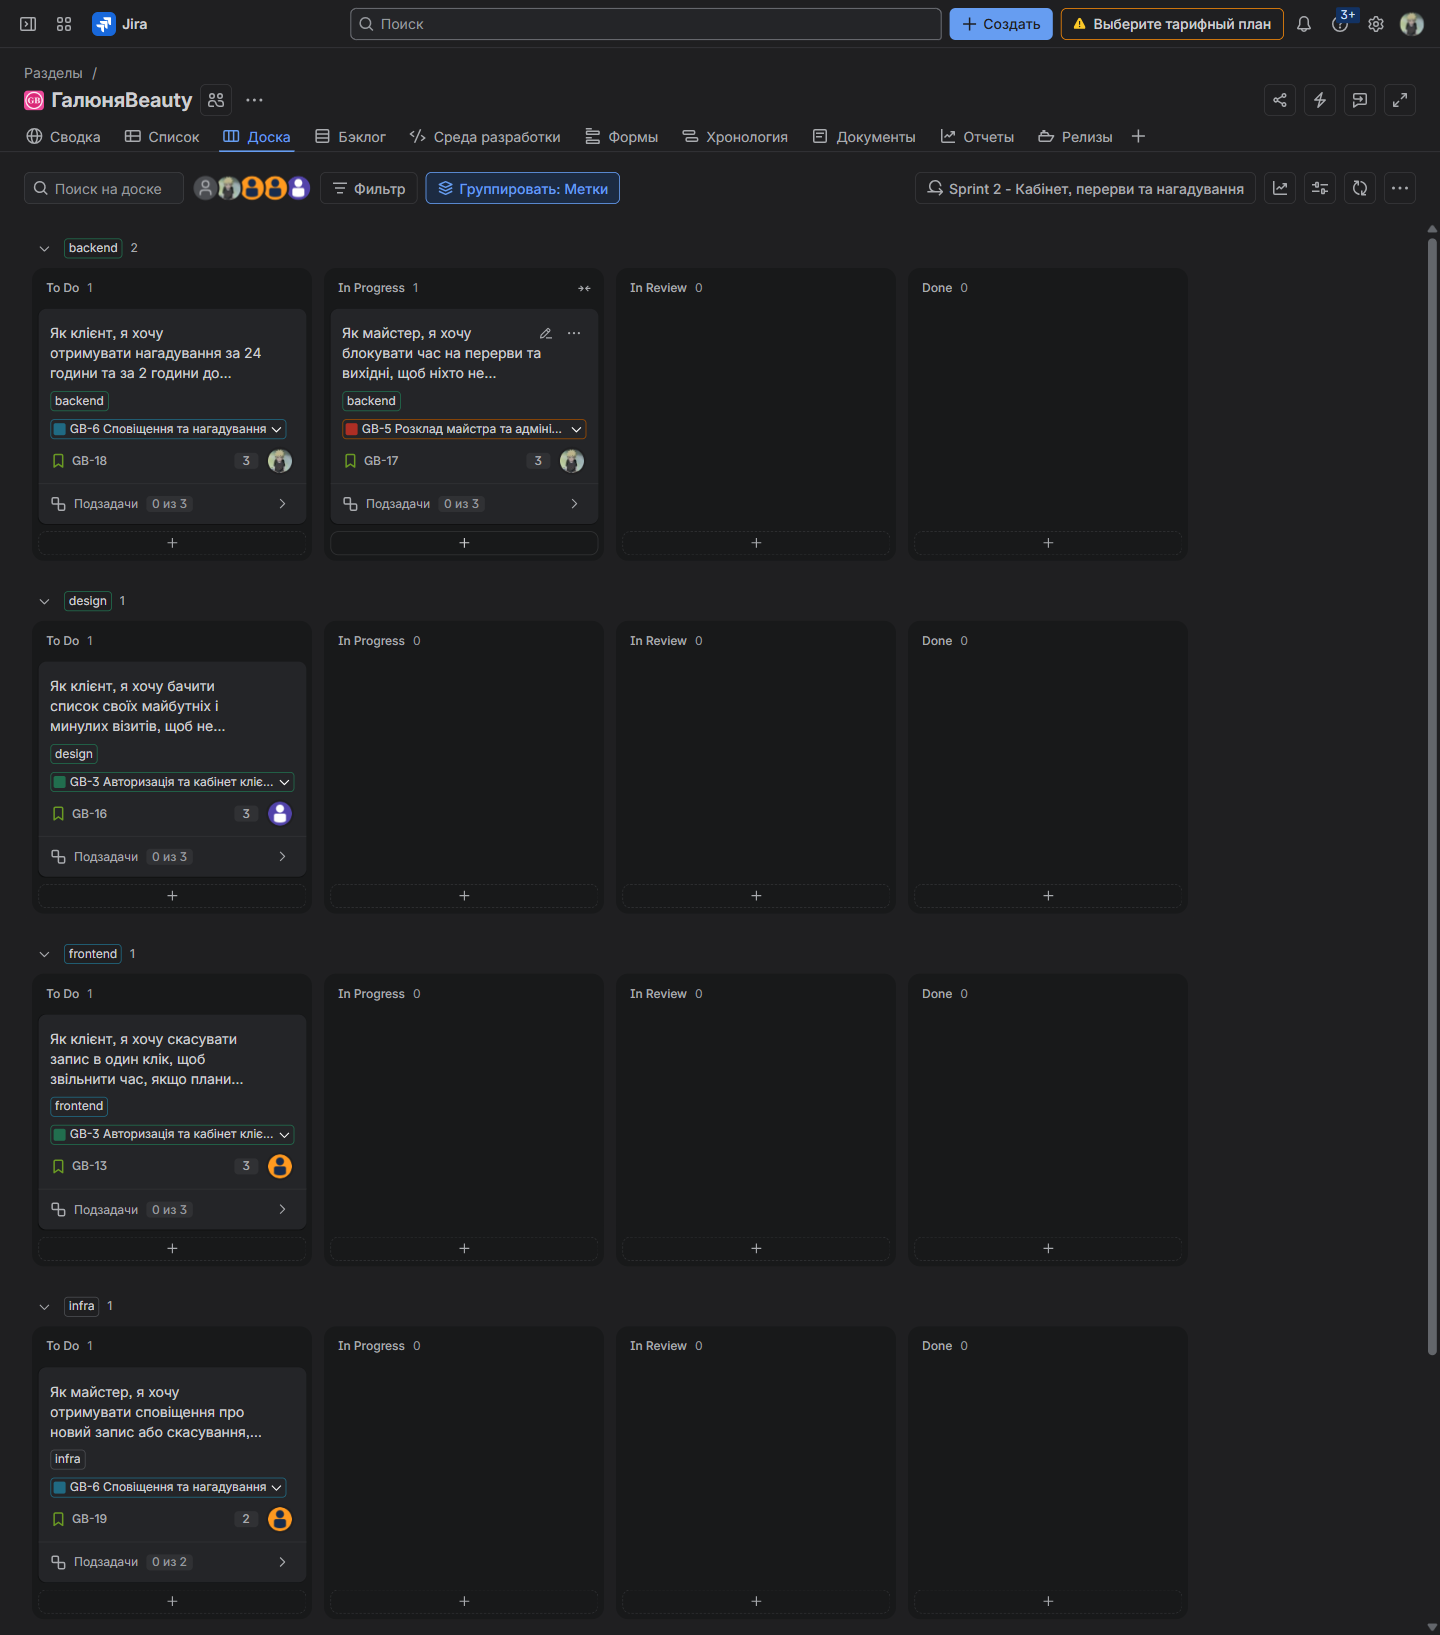 Jira
Поиск
Создать
Выберите тарифный план
3+
Разделы /
GB
ГалюняBeauty
Сводка
Список
Доска
Бэклог
Среда разработки
Формы
Хронология
Документы
Отчеты
Релизы
Поиск на доске
Фильтр
Группировать: Метки
Sprint 2 - Кабінет, перерви та нагадування
backend 2
To Do 1
In Progress 1
In Review 0
Done 0
Як клієнт, я хочу
отримувати нагадування за 24
години та за 2 години до...
backend
GB-6 Сповіщення та нагадування
GB-18
3
Подзадачи 0 из 3
Як майстер, я хочу
блокувати час на перерви та
вихідні, щоб ніхто не...
backend
GB-5 Розклад майстра та адміні...
GB-17
3
Подзадачи 0 из 3
design 1
To Do 1
In Progress 0
In Review 0
Done 0
Як клієнт, я хочу бачити
список своїх майбутніх і
минулих візитів, щоб не...
design
GB-3 Авторизація та кабінет кліє...
GB-16
3
Подзадачи 0 из 3
frontend 1
To Do 1
In Progress 0
In Review 0
Done 0
Як клієнт, я хочу скасувати
запис в один клік, щоб
звільнити час, якщо плани...
frontend
GB-3 Авторизація та кабінет кліє...
GB-13
3
Подзадачи 0 из 3
infra 1
To Do 1
In Progress 0
In Review 0
Done 0
Як майстер, я хочу
отримувати сповіщення про
новий запис або скасування,...
infra
GB-6 Сповіщення та нагадування
GB-19
2
Подзадачи 0 из 2